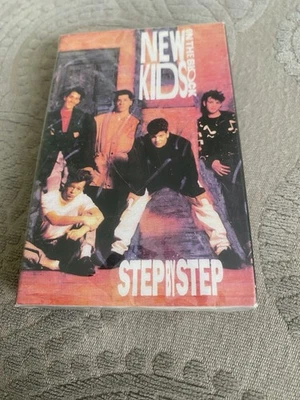 NEW
KIDS
ON THE BLOCK
STEP BY STEP